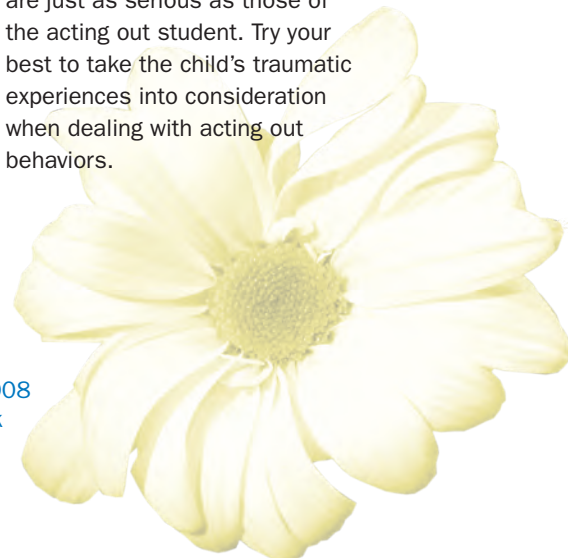 are just as serious as those of
the acting out student. Try your
best to take the child's traumatic
experiences into consideration
when dealing with acting out
behaviors.
08